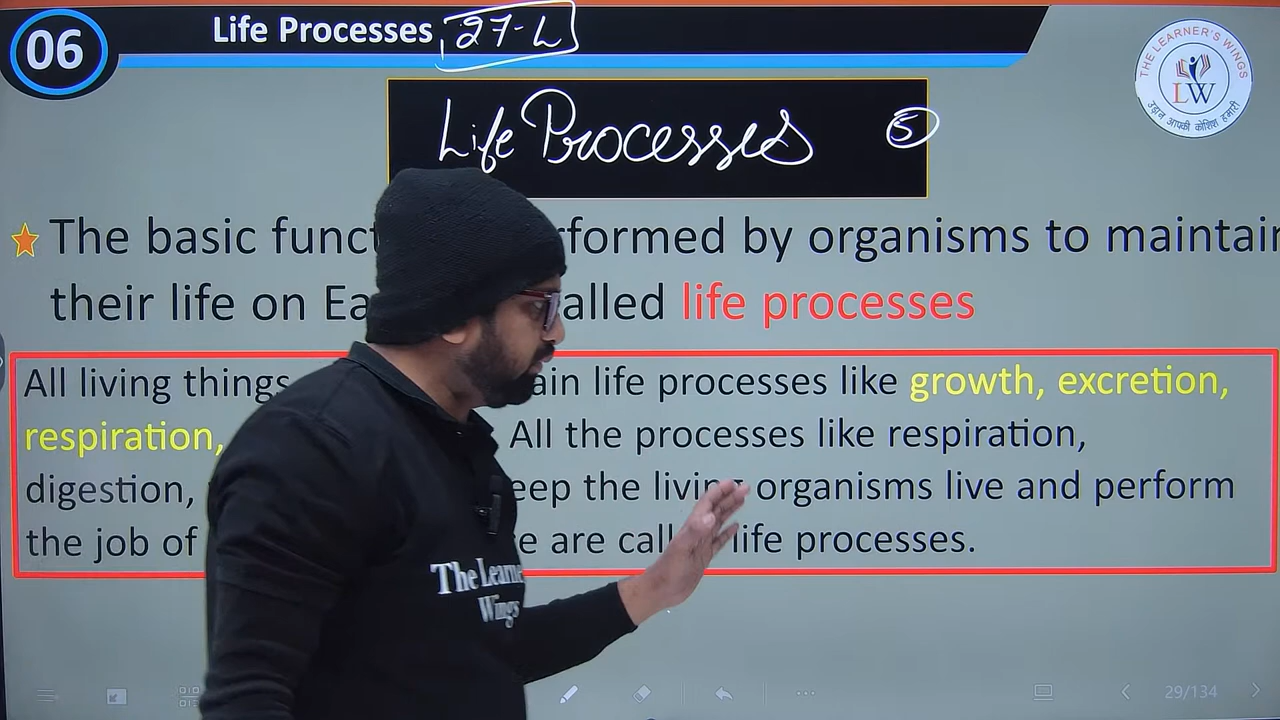 06
Life Processes 27-L
THE LEARNER'S WINGS
LW
उड़ान आपकी कोशिश हमारी
Life Processes 5
The basic funct rformed by organisms to maintain
their life on Ea alled life processes
All living things ain life processes like growth, excretion,
respiration, All the processes like respiration,
digestion, eep the living organisms live and perform
the job of e are call life processes.
The Learne
Wings
29/134